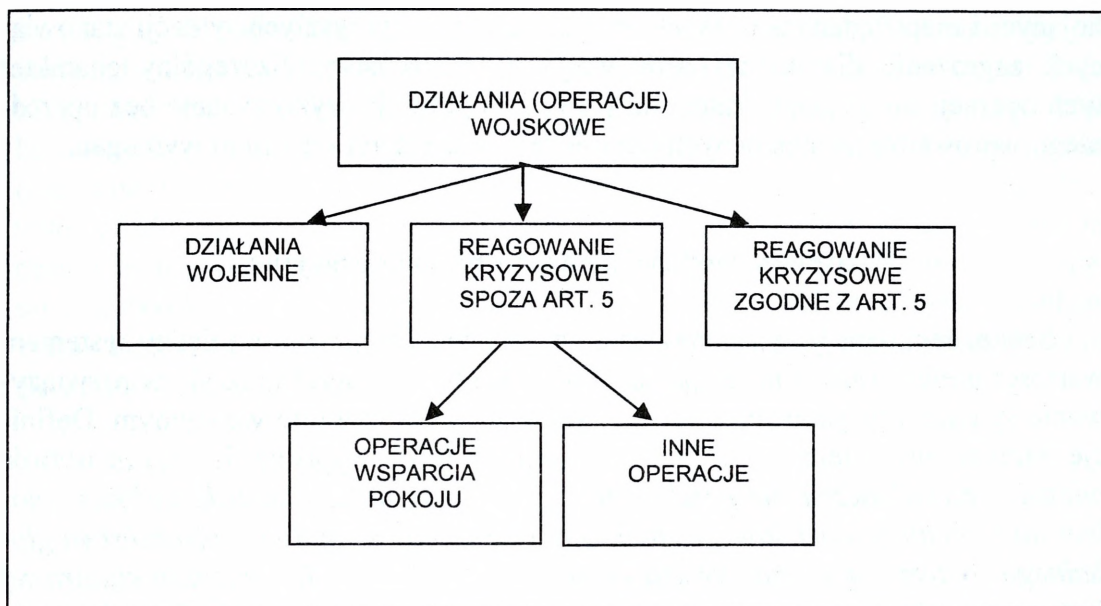 DZIAŁANIA (OPERACJE)
WOJSKOWE
DZIAŁANIA
WOJENNE
REAGOWANIE
KRYZYSOWE
SPOZA ART. 5
REAGOWANIE
KRYZYSOWE
ZGODNE Z ART. 5
OPERACJE
WSPARCIA
POKOJU
INNE
OPERACJE